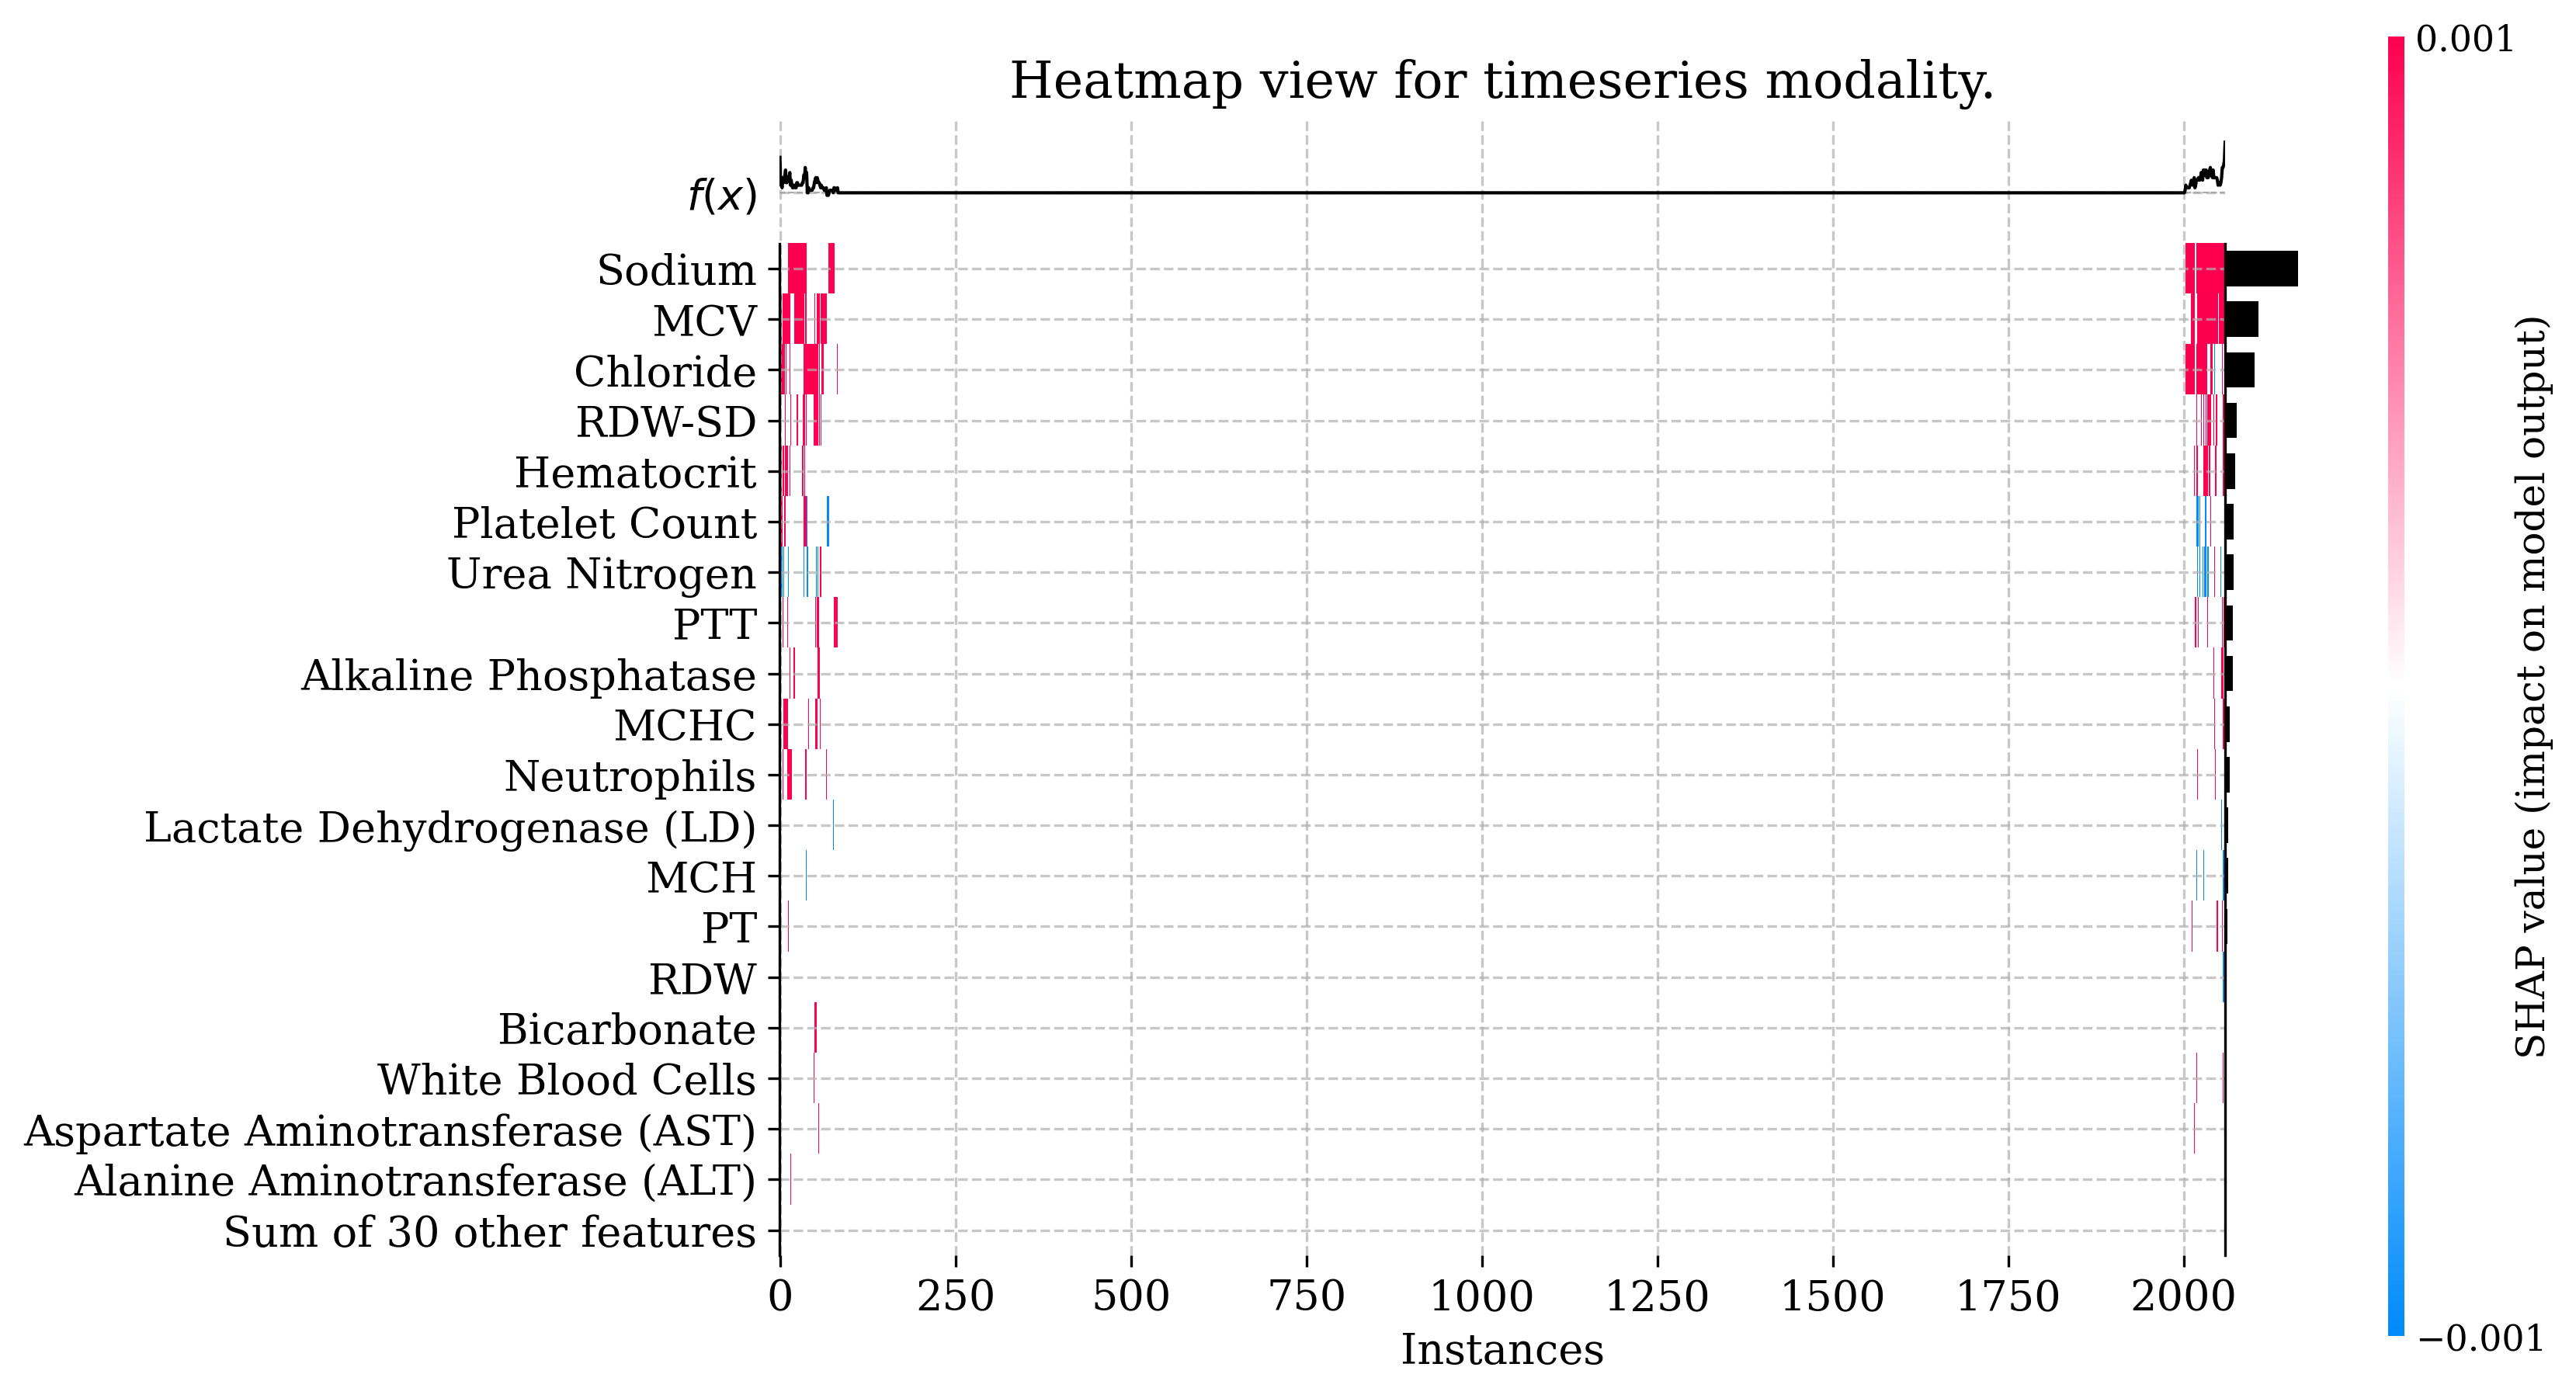 Heatmap view for timeseries modality.
0.001
f(x)
Sodium
MCV
Chloride
RDW-SD
Hematocrit
Platelet Count
Urea Nitrogen
PTT
Alkaline Phosphatase
MCHC
Neutrophils
Lactate Dehydrogenase (LD)
MCH
PT
RDW
Bicarbonate
White Blood Cells
Aspartate Aminotransferase (AST)
Alanine Aminotransferase (ALT)
Sum of 30 other features
0 250 500 750 1000 1250 1500 1750 2000
Instances
SHAP value (impact on model output)
−0.001